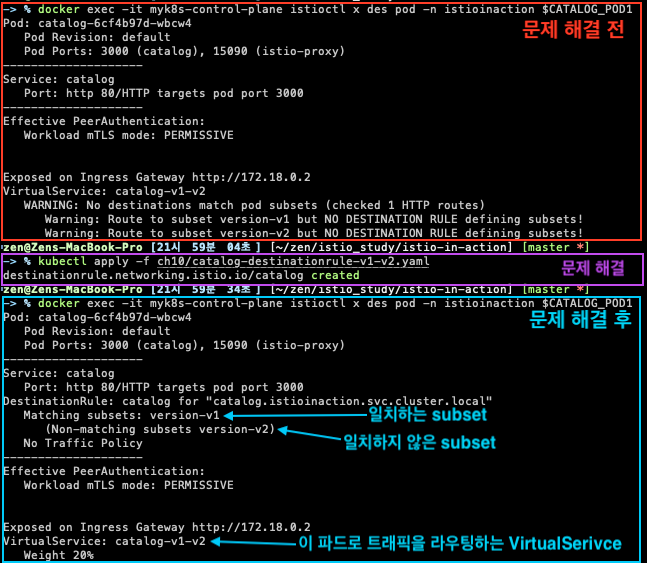 -> % docker exec -it myk8s-control-plane istioctl x des pod -n istioinaction $CATALOG_POD1
문제 해결 전
Pod: catalog-6cf4b97d-wbcw4
Pod Revision: default
Pod Ports: 3000 (catalog), 15090 (istio-proxy)
--------------------
Service: catalog
Port: http 80/HTTP targets pod port 3000
--------------------
Effective PeerAuthentication:
Workload mTLS mode: PERMISSIVE
Exposed on Ingress Gateway http://172.18.0.2
VirtualService: catalog-v1-v2
WARNING: No destinations match pod subsets (checked 1 HTTP routes)
Warning: Route to subset version-v1 but NO DESTINATION RULE defining subsets!
Warning: Route to subset version-v2 but NO DESTINATION RULE defining subsets!
zen@Zens-MacBook-Pro [21시 59분 04초] [~/zen/istio_study/istio-in-action] [master *]
-> % kubectl apply -f ch10/catalog-destinationrule-v1-v2.yaml
문제 해결
destinationrule.networking.istio.io/catalog created
zen@Zens-MacBook-Pro [21시 59분 34초] [~/zen/istio_study/istio-in-action] [master *]
-> % docker exec -it myk8s-control-plane istioctl x des pod -n istioinaction $CATALOG_POD1
문제 해결 후
Pod: catalog-6cf4b97d-wbcw4
Pod Revision: default
Pod Ports: 3000 (catalog), 15090 (istio-proxy)
--------------------
Service: catalog
Port: http 80/HTTP targets pod port 3000
DestinationRule: catalog for "catalog.istioinaction.svc.cluster.local"
Matching subsets: version-v1 일치하는 subset
(Non-matching subsets version-v2) 일치하지 않은 subset
No Traffic Policy
--------------------
Effective PeerAuthentication:
Workload mTLS mode: PERMISSIVE
Exposed on Ingress Gateway http://172.18.0.2
VirtualService: catalog-v1-v2 이 파드로 트래픽을 라우팅하는 VirtualSerivce
Weight 20%